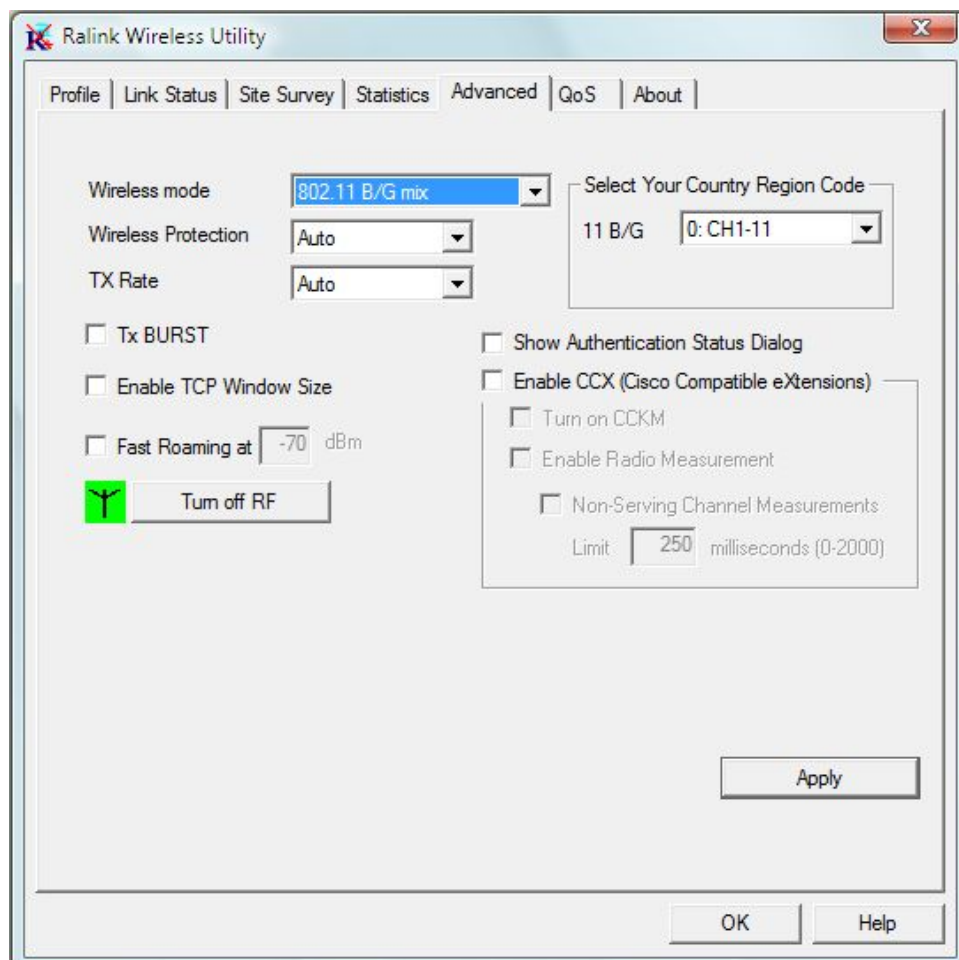 Ralink Wireless Utility
Profile Link Status Site Survey Statistics Advanced QoS About
Wireless mode 802.11 B/G mix
Select Your Country Region Code
Wireless Protection Auto
11 B/G 0: CH1-11
TX Rate Auto
Tx BURST
Show Authentication Status Dialog
Enable TCP Window Size
Enable CCX (Cisco Compatible eXtensions)
Turn on CCKM
Fast Roaming at -70 dBm
Enable Radio Measurement
Turn off RF
Non-Serving Channel Measurements
Limit 250 milliseconds (0-2000)
Apply
OK Help